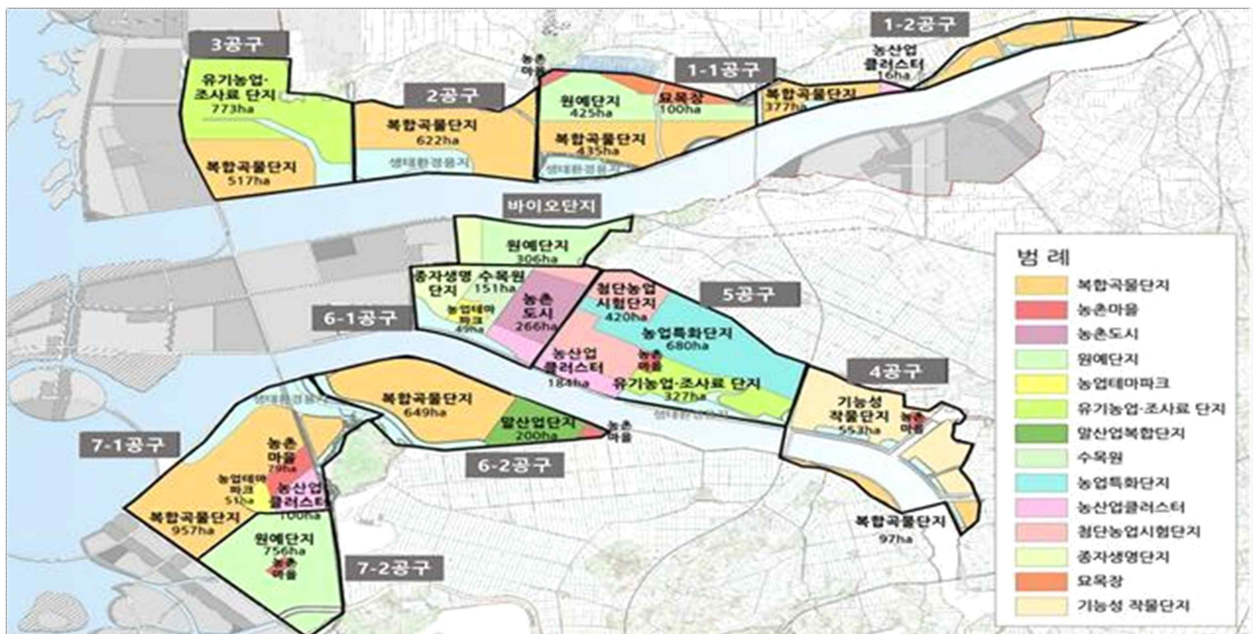 3공구
유기농업·
조사료 단지
773ha
복합곡물단지
517ha
2공구
복합곡물단지
622ha
생태환경용지
농촌
마을
1-1공구
원예단지
425ha
묘목장
100ha
복합곡물단지
435ha
생태환경용지
1-2공구
농산업
클러스터
16ha
복합곡물단지
377ha
바이오단지
원예단지
306ha
6-1공구
종자생명
단지
수목원
151ha
농업테마
파크
49ha
농촌
도시
266ha
5공구
첨단농업
시험단지
420ha
농업특화단지
680ha
농산업
클러스터
184ha
농촌
마을
유기농업·조사료 단지
327ha
생태환경용지
4공구
기능성
작물단지
553ha
농촌
마을
복합곡물단지
97ha
6-2공구
복합곡물단지
649ha
말산업단지
200ha
농촌
마을
생태환경용지
7-1공구
농촌
마을
79ha
농업테마
파크
51ha
농산업
클러스터
100ha
복합곡물단지
957ha
7-2공구
원예단지
756ha
농촌
마을
범 례
복합곡물단지
농촌마을
농촌도시
원예단지
농업테마파크
유기농업·조사료 단지
말산업복합단지
수목원
농업특화단지
농산업클러스터
첨단농업시험단지
종자생명단지
묘목장
기능성 작물단지